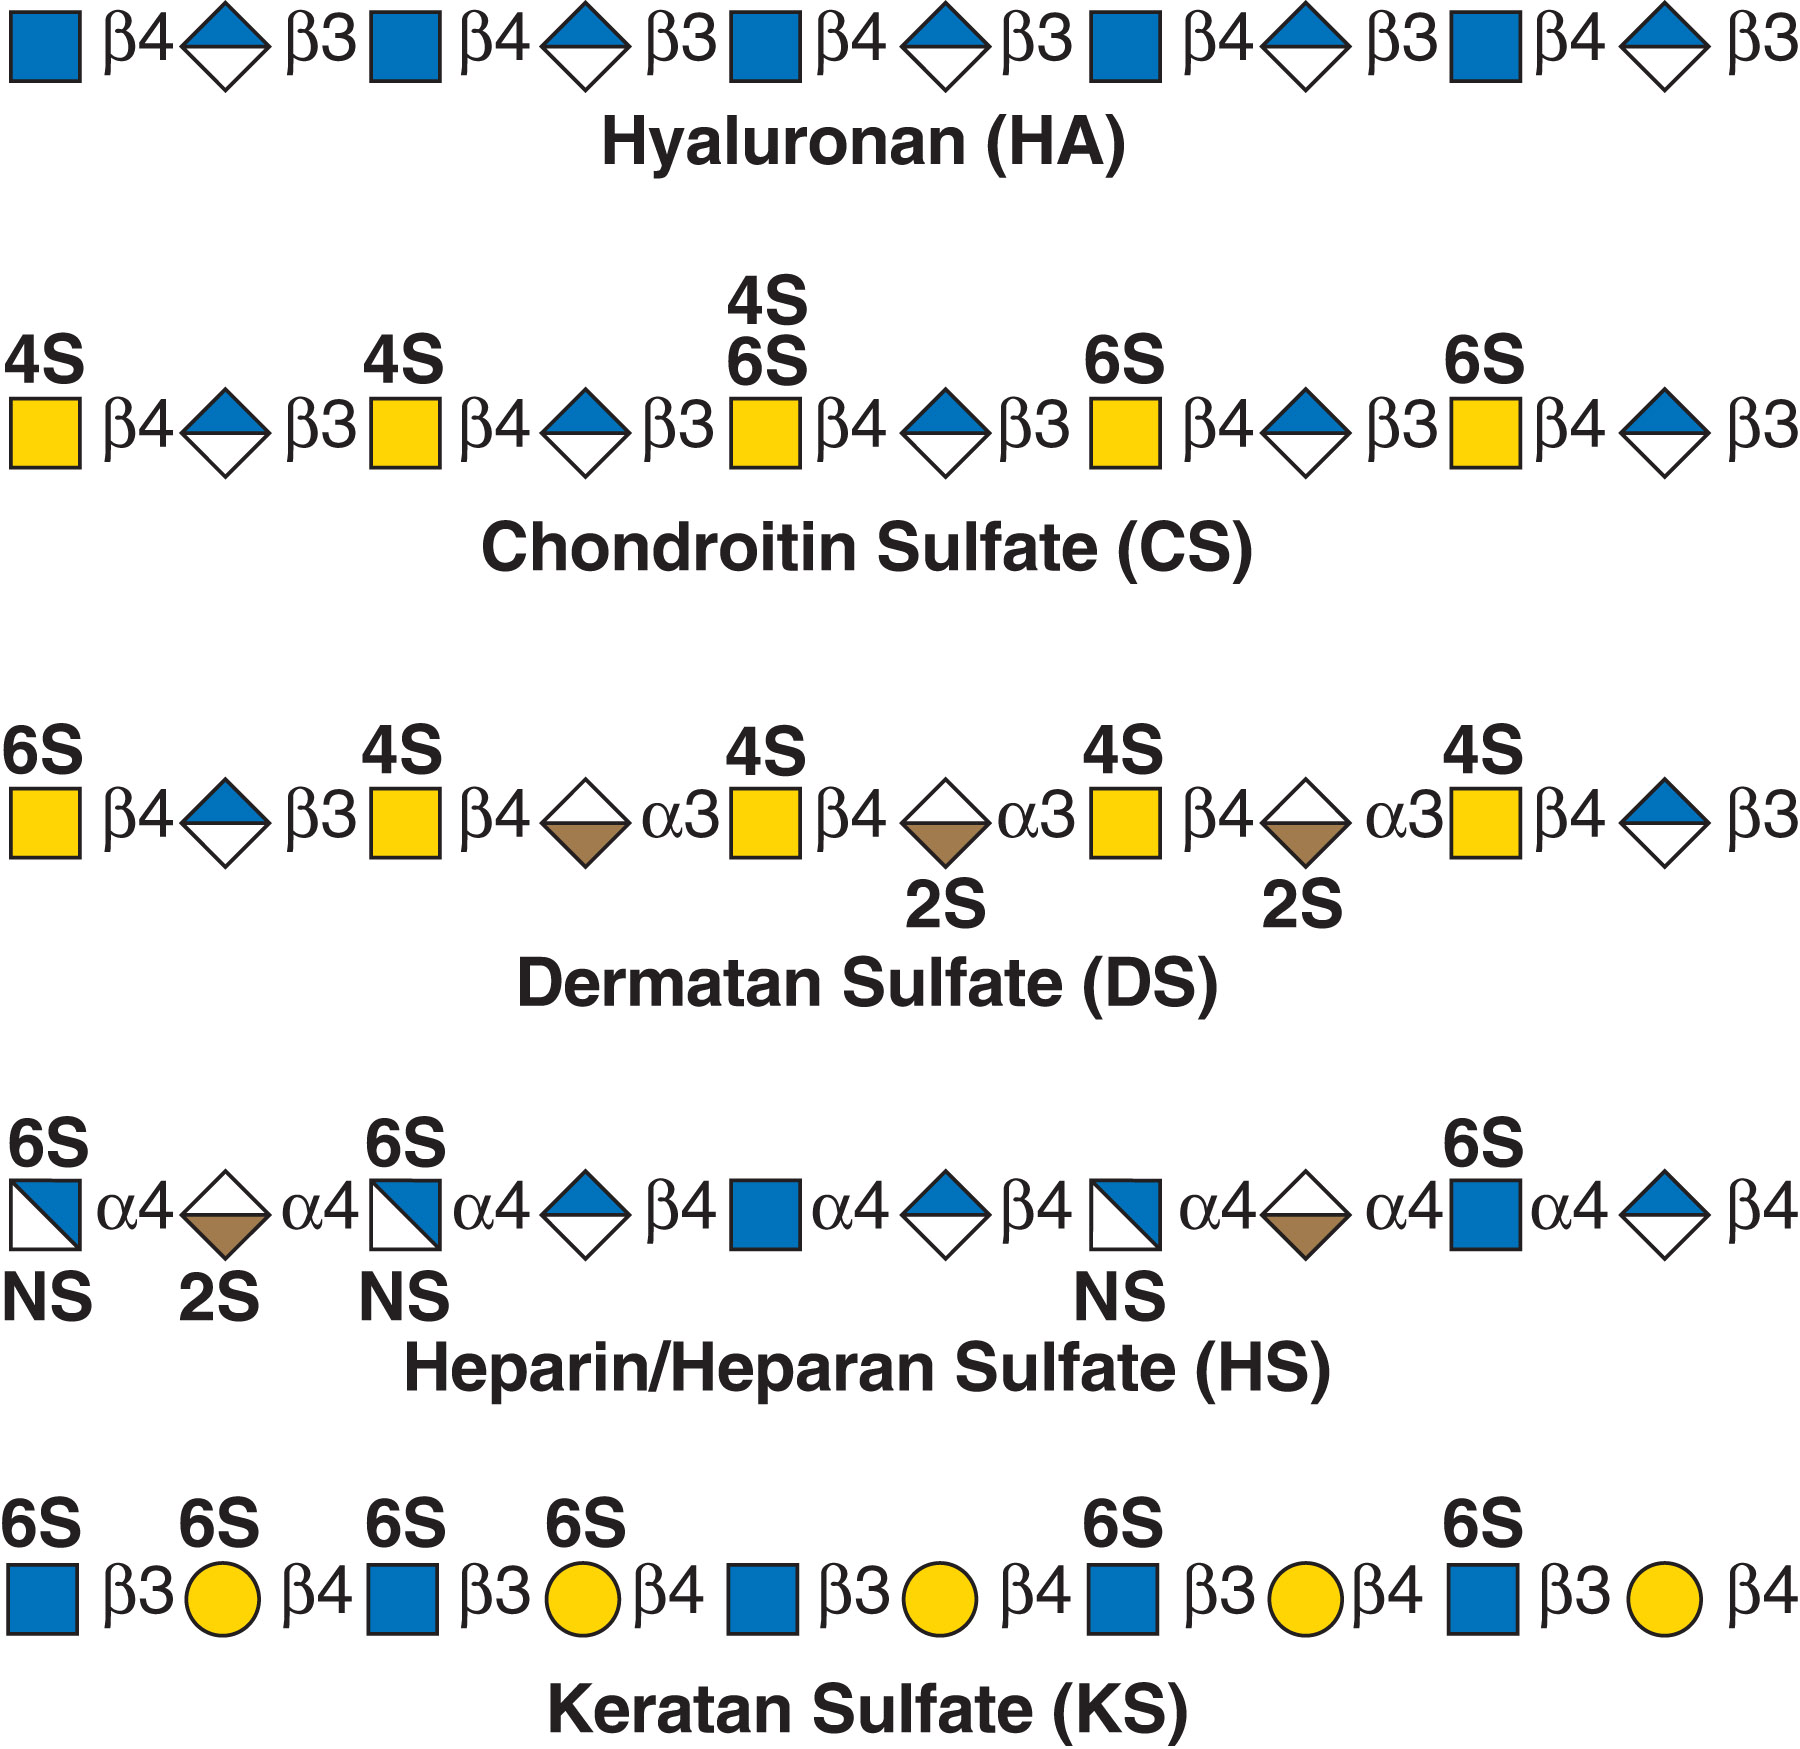 β4 β3 β4 β3 β4 β3 β4 β3 β4 β3
Hyaluronan (HA)
4S
4S 4S 6S 6S 6S
β4 β3 β4 β3 β4 β3 β4 β3 β4 β3
Chondroitin Sulfate (CS)
6S 4S 4S 4S 4S
β4 β3 β4 α3 β4 α3 β4 α3 β4 β3
2S 2S
Dermatan Sulfate (DS)
6S 6S 6S
α4 α4 α4 β4 α4 β4 α4 α4 α4 β4
NS 2S NS NS
Heparin/Heparan Sulfate (HS)
6S 6S 6S 6S 6S 6S
β3 β4 β3 β4 β3 β4 β3 β4 β3 β4
Keratan Sulfate (KS)